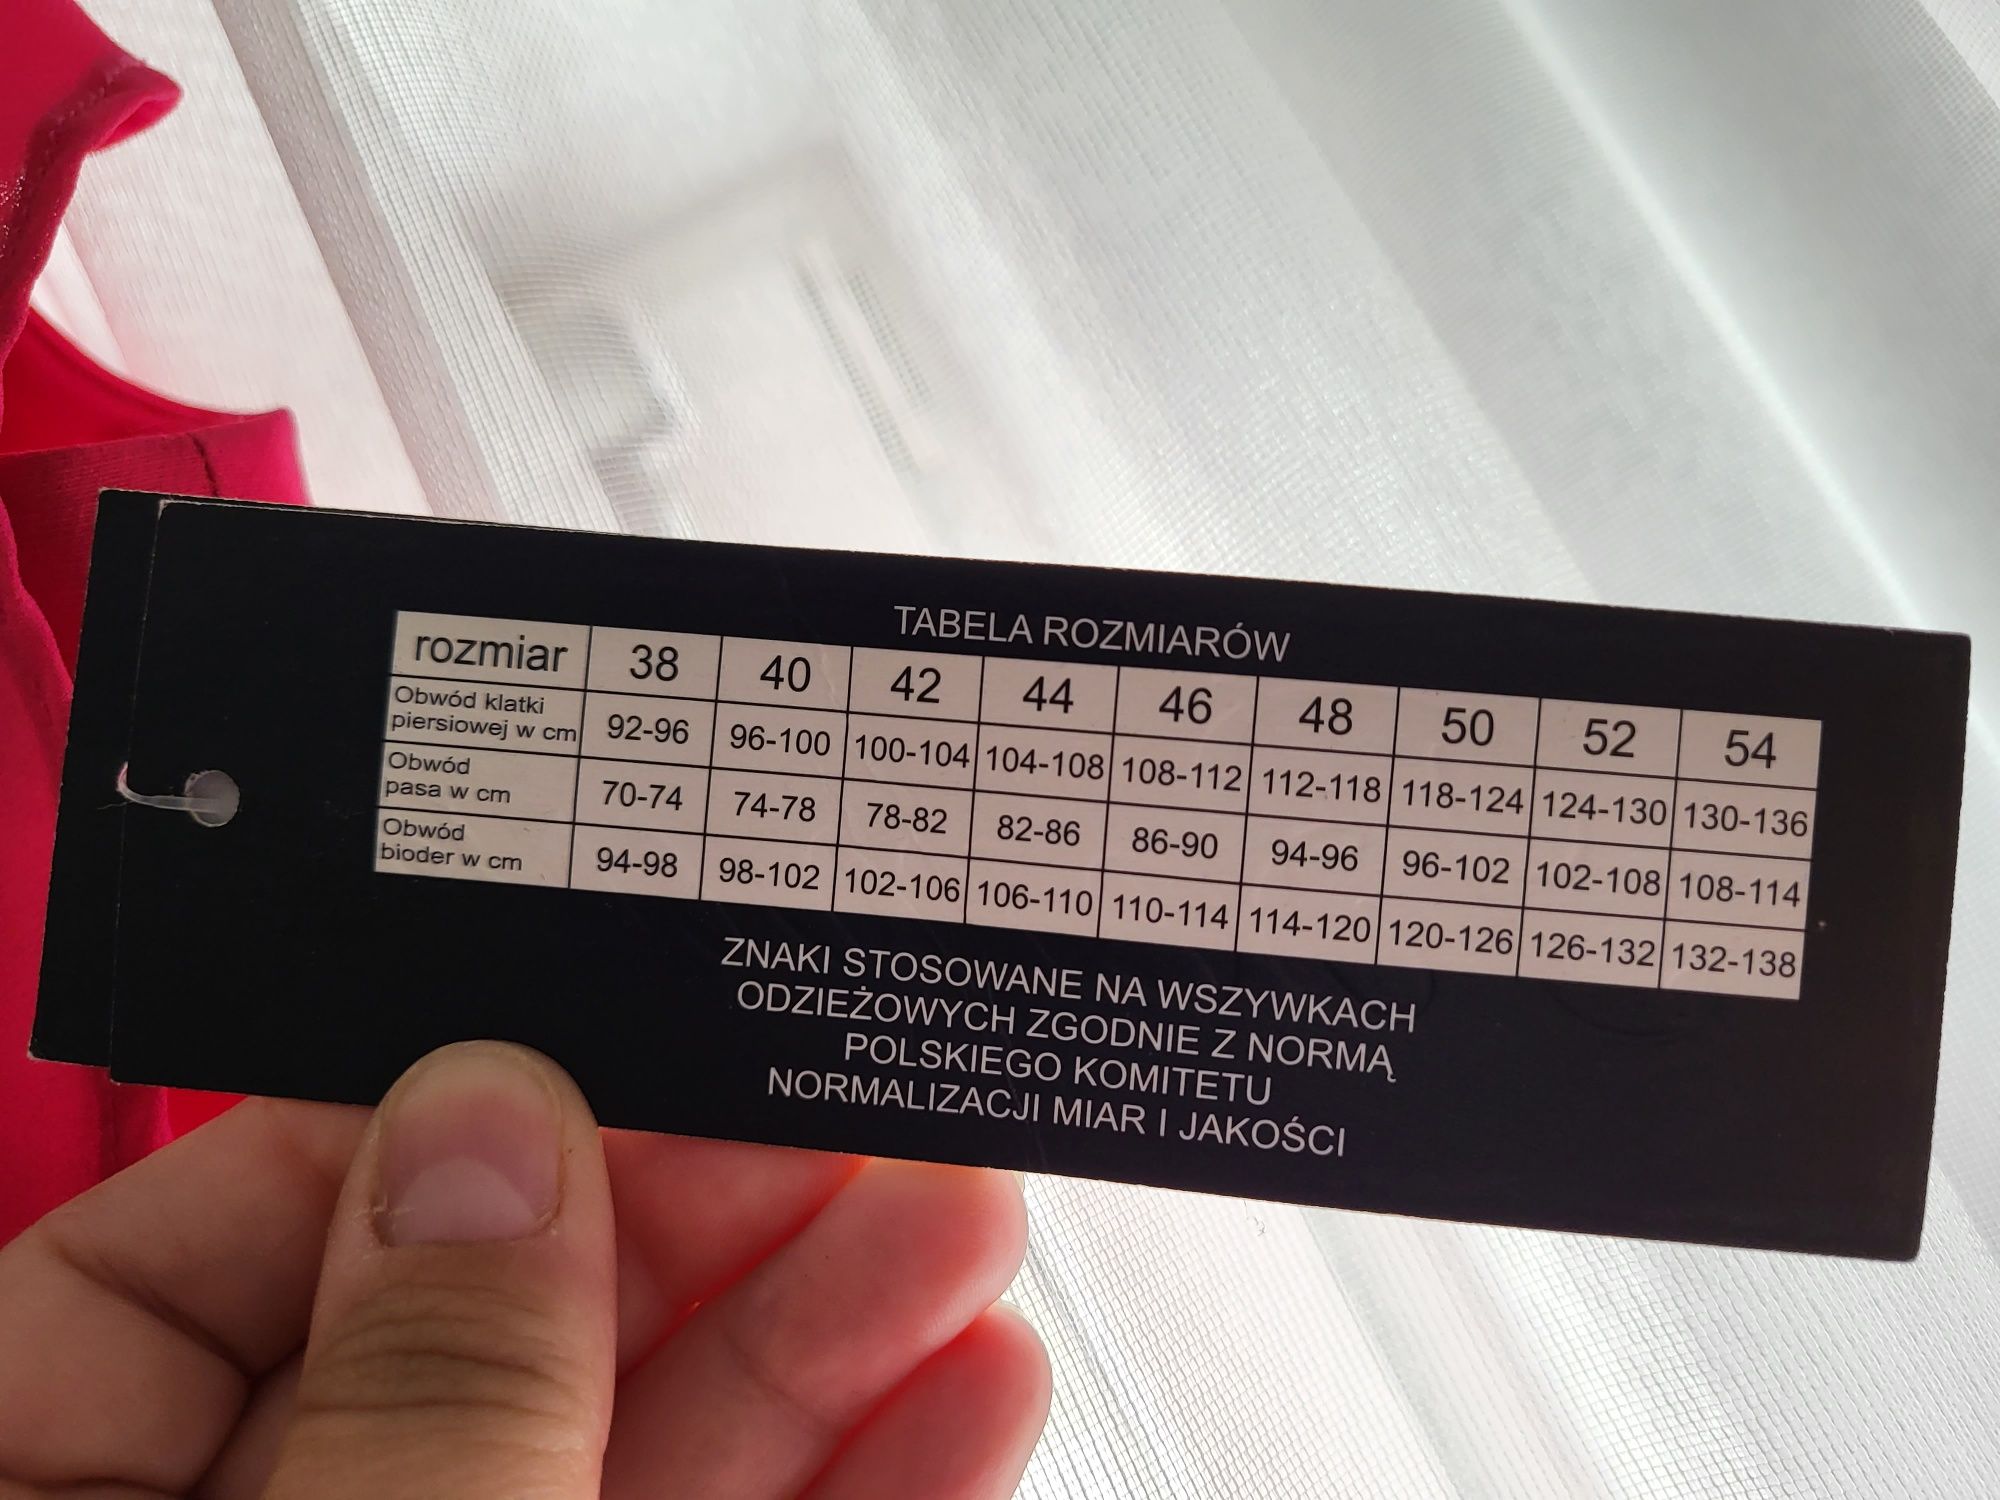 TABELA ROZMIARÓW
rozmiar 38 40 42 44 46 48 50 52 54
Obwód klatki
piersiowej w cm 92-96 96-100 100-104 104-108 108-112 112-118 118-124 124-130 130-136
Obwód
pasa w cm 70-74 74-78 78-82 82-86 86-90 94-96 96-102 102-108 108-114
Obwód
bioder w cm 94-98 98-102 102-106 106-110 110-114 114-120 120-126 126-132 132-138
ZNAKI STOSOWANE NA WSZYWKACH
ODZIEŻOWYCH ZGODNIE Z NORMĄ
POLSKIEGO KOMITETU
NORMALIZACJI MIAR I JAKOŚCI